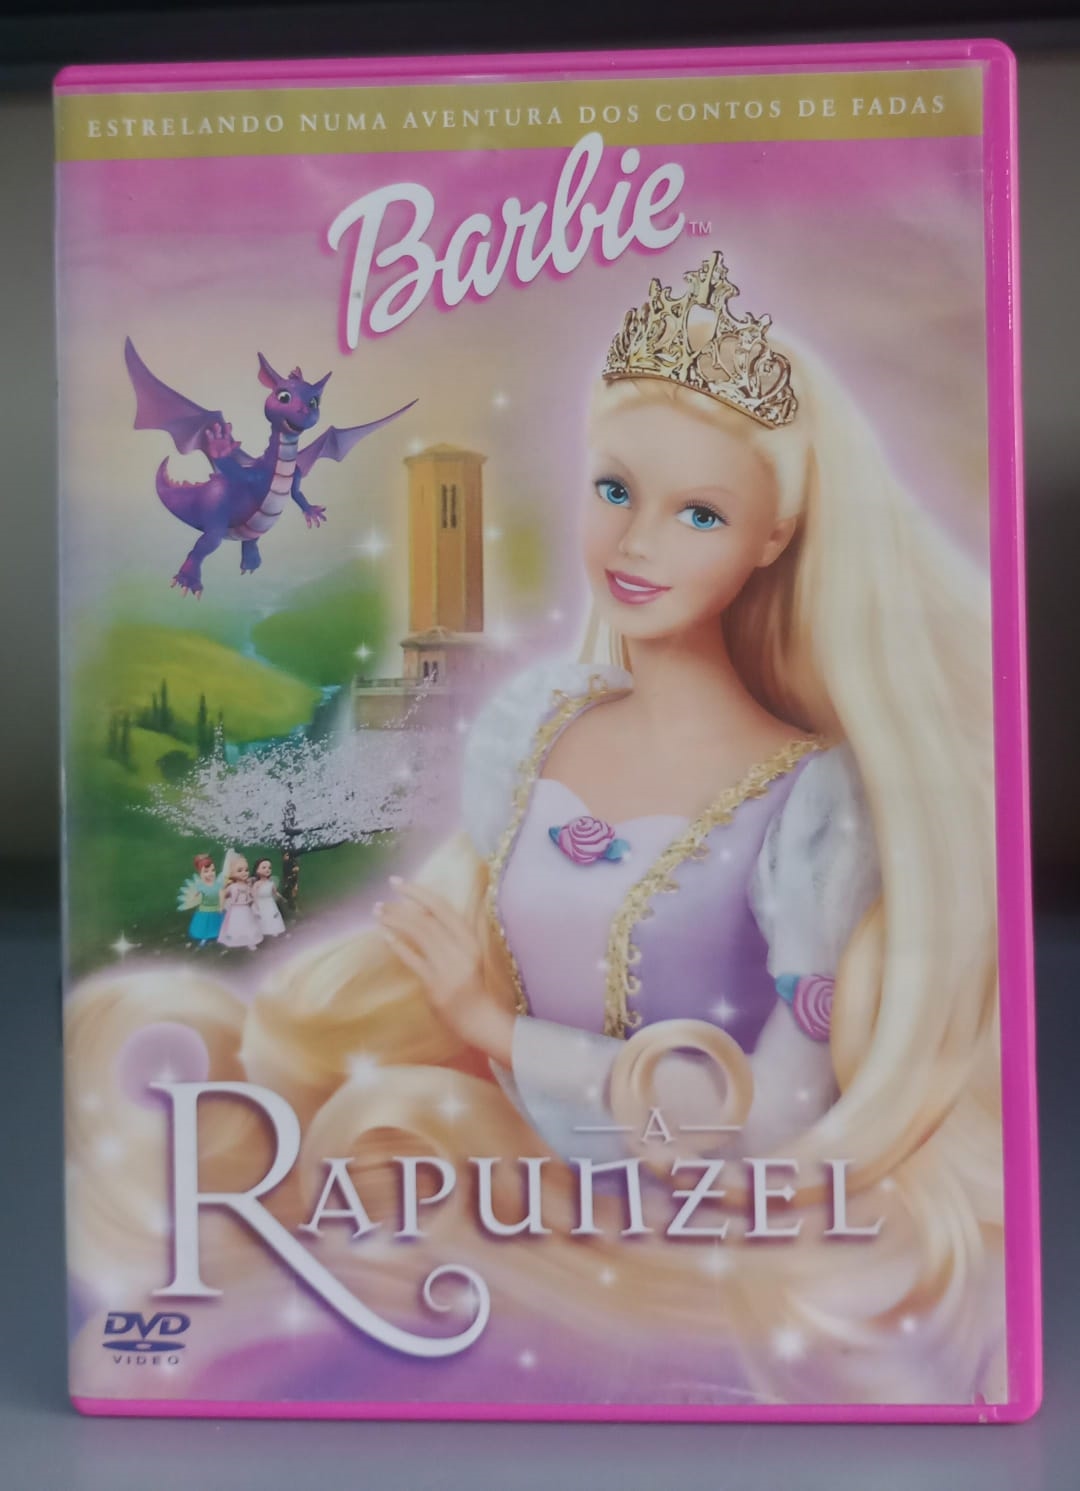 ESTRELANDO NUMA AVENTURA DOS CONTOS DE FADAS
Barbie™
A
RAPUNZEL
DVD
VIDEO